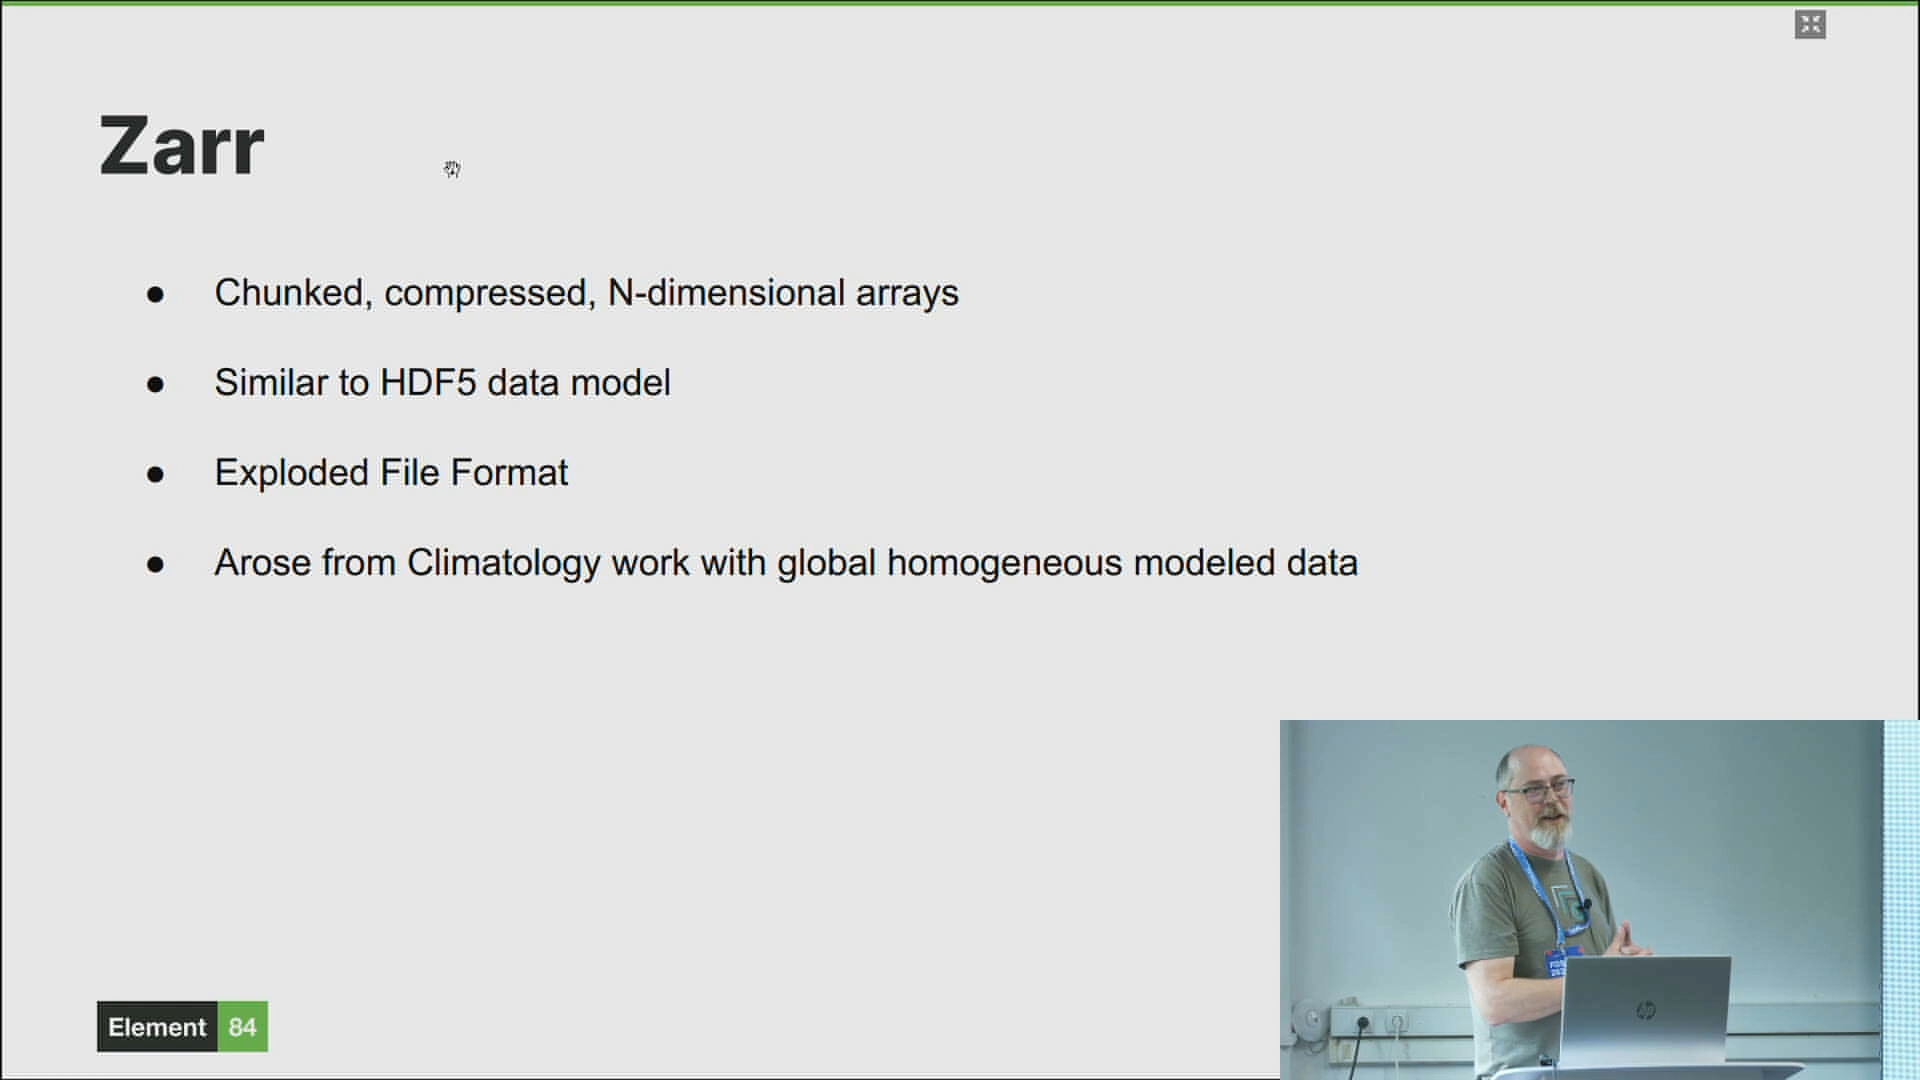 Zarr
● Chunked, compressed, N-dimensional arrays
● Similar to HDF5 data model
● Exploded File Format
● Arose from Climatology work with global homogeneous modeled data
Element 84
hp